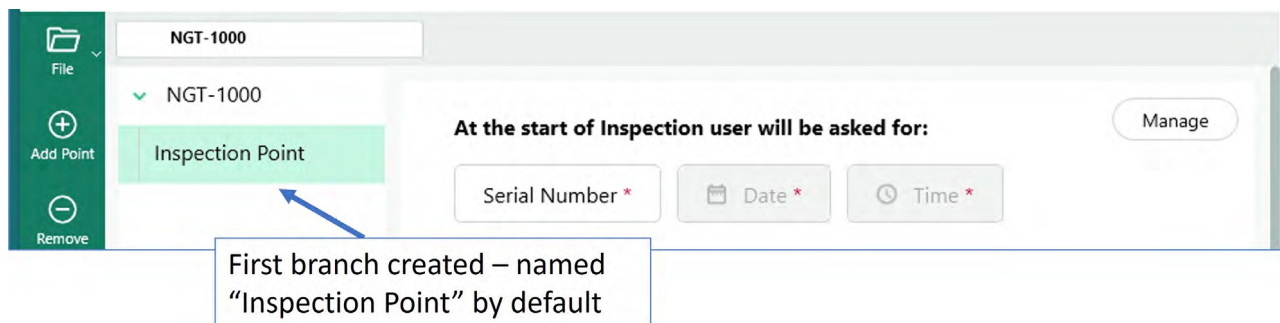 File
Add Point
Remove
NGT-1000
NGT-1000
Inspection Point
At the start of Inspection user will be asked for:
Manage
Serial Number *
Date *
Time *
First branch created – named
“Inspection Point” by default